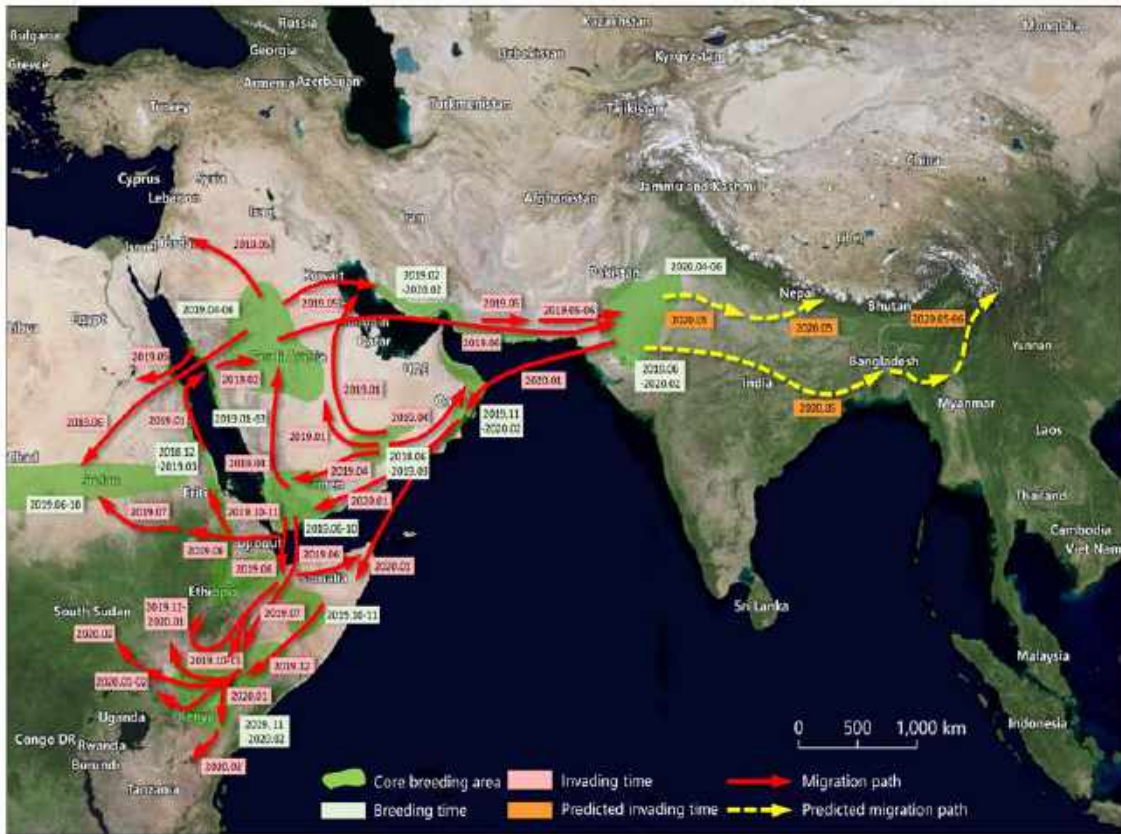 Russia
Kazakhstan
Mongolia
Bulgaria
Georgia
Uzbekistan
Kyrgyzstan
Greece
Armenia Azerbaijan
Turkey
Turkmenistan
Tajikistan
China
Cyprus
Syria
Lebanon
Jammu and Kashmir
Afghanistan
Iraq
Iran
Tibet
Israel
Jordan
2019.05
Kuwait
2019.02
-2020.02
Pakistan
2020.04-06
Nepal
Bhutan
2019.04-06
2019.05
2019.05
2019.05-06
Libya
Egypt
Bahrain
Qatar
2020.05
2020.05
2020.05-06
Yunnan
2019.05
Saudi Arabia
2019.06
UAE
Bangladesh
2019.02
2019.01
2020.01
2019.06
-2020.02
India
Myanmar
2019.06
2019.01
2019.01-03
2019.04
2019.11
-2020.02
2020.05
Laos
Chad
2018.12
-2019.03
2019.01
2018.06
-2019.03
Sudan
2019.04
Yemen
Thailand
2019.06-10
2019.10-11
2020.01
2019.07
2019.06-10
Cambodia
Djibouti
2019.06
2019.06
2020.01
Viet Nam
2019.06
Somalia
Ethiopia
Sri Lanka
South Sudan
2019.12-
2020.01
2019.07
2019.10-11
2020.02
2019.12
Malaysia
2020.01
Uganda
Kenya
2019.11
-2020.02
0 500 1,000 km
Indonesia
Congo DR
Rwanda
Burundi
2020.02
Tanzania
Core breeding area
Invading time
Migration path
Breeding time
Predicted invading time
Predicted migration path